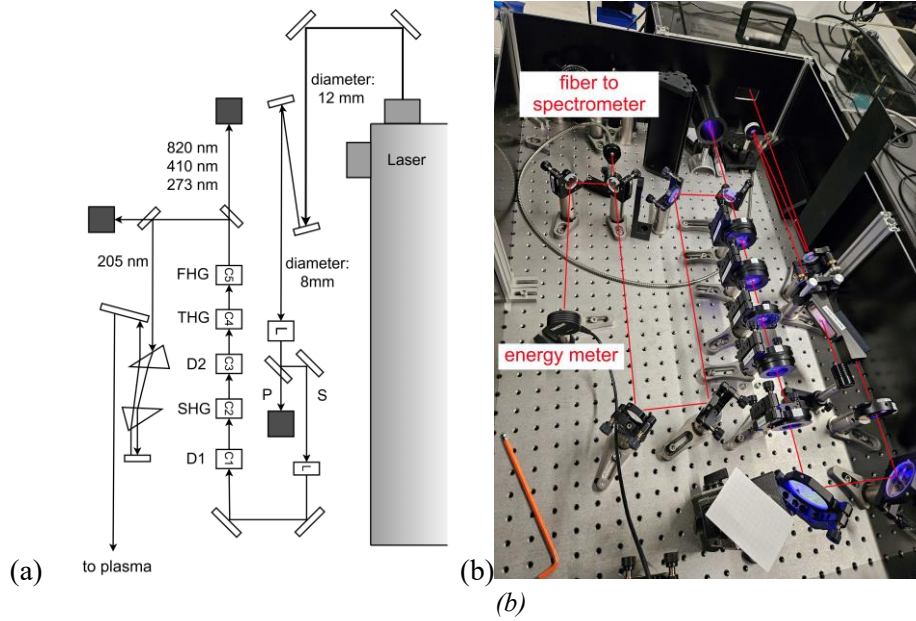 diameter:
12 mm
820 nm
410 nm
273 nm
Laser
205 nm
diameter:
8mm
FHG
C5
THG
C4
L
D2
C3
P
S
SHG
C2
D1
C1
L
to plasma
(a)
fiber to
spectrometer
energy meter
(b)
(b)